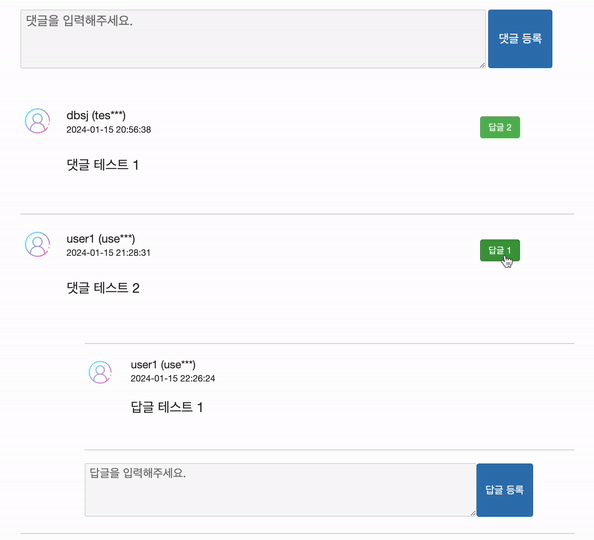 댓글을 입력해주세요.
댓글 등록
dbsj (tes***)
2024-01-15 20:56:38
답글 2
댓글 테스트 1
user1 (use***)
2024-01-15 21:28:31
답글 1
댓글 테스트 2
user1 (use***)
2024-01-15 22:26:24
답글 테스트 1
답글을 입력해주세요.
답글 등록